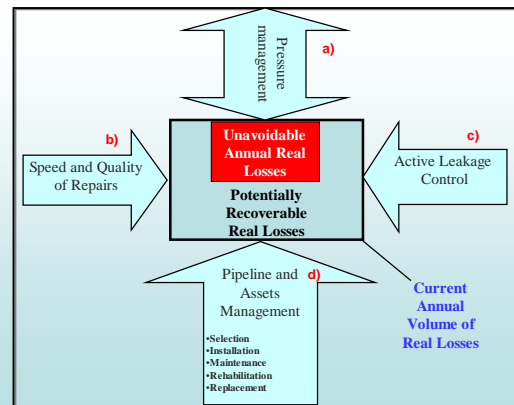 Pressure
management
a)
b)
Speed and Quality
of Repairs
Unavoidable
Annual Real
Losses
Potentially
Recoverable
Real Losses
c)
Active Leakage
Control
Pipeline and
Assets
Management
d)
•Selection
•Installation
•Maintenance
•Rehabilitation
•Replacement
Current
Annual
Volume of
Real Losses